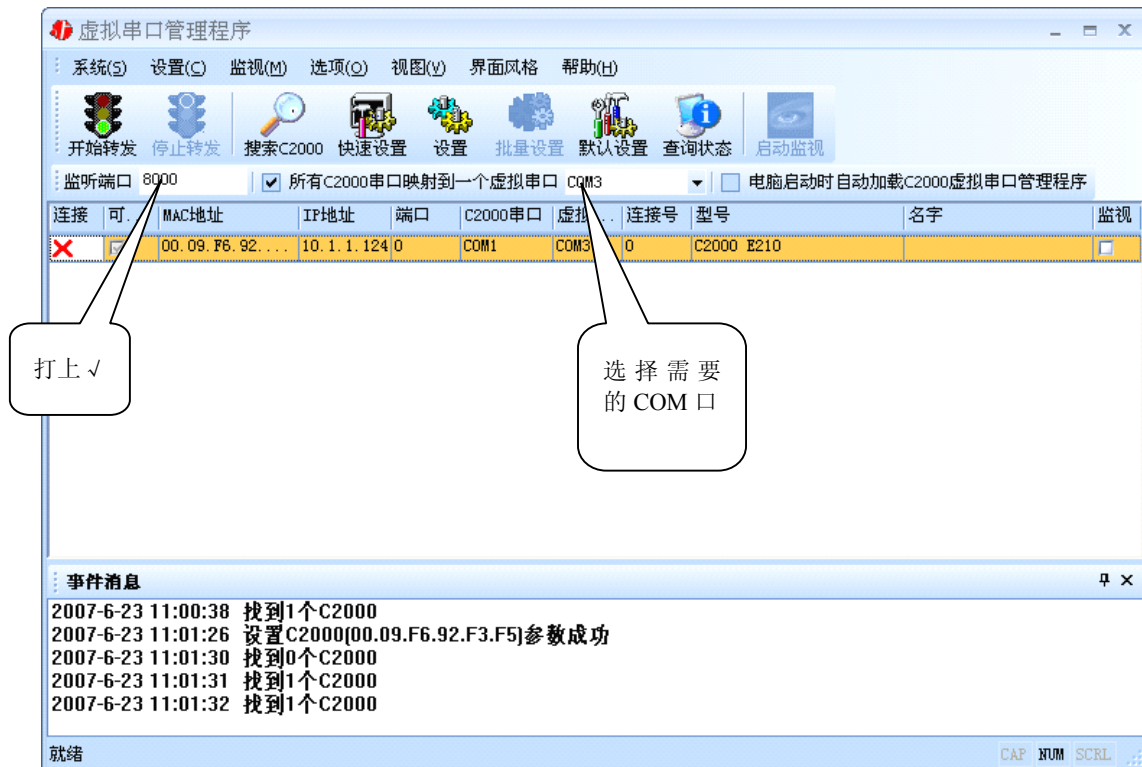 虚拟串口管理程序
系统(S) 设置(C) 监视(M) 选项(O) 视图(V) 界面风格 帮助(H)
开始转发 停止转发 搜索C2000 快速设置 设置 批量设置 默认设置 查询状态 启动监视
监听端口 8000 所有C2000串口映射到一个虚拟串口 COM3 电脑启动时自动加载C2000虚拟串口管理程序
连接 可.. MAC地址 IP地址 端口 C2000串口 虚拟... 连接号 型号 名字 监视
00.09.F6.92.... 10.1.1.124 0 COM1 COM3 0 C2000 E210
打上√
选择需要
的COM口
事件消息
2007-6-23 11:00:38 找到1个C2000
2007-6-23 11:01:26 设置C2000(00.09.F6.92.F3.F5)参数成功
2007-6-23 11:01:30 找到0个C2000
2007-6-23 11:01:31 找到1个C2000
2007-6-23 11:01:32 找到1个C2000
就绪 CAP NUM SCRL